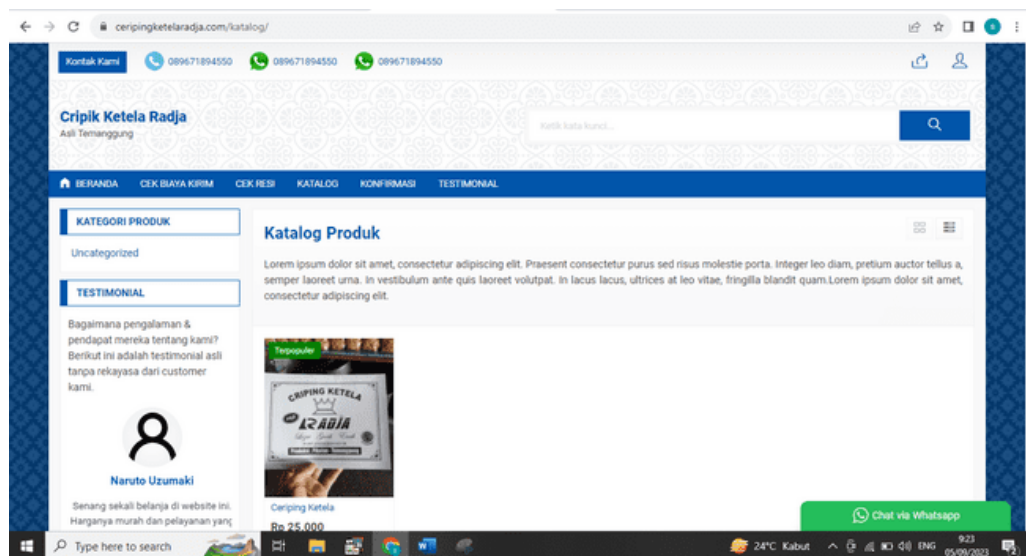 ceripingketelaradja.com/katalog/
Kontak Kami 089671894550 089671894550 089671894550
Cripik Ketela Radja
Asli Temanggung
Ketik kata kunci...
BERANDA CEK BIAYA KIRIM CEK RESI KATALOG KONFIRMASI TESTIMONIAL
KATEGORI PRODUK
Uncategorized
TESTIMONIAL
Bagaimana pengalaman &
pendapat mereka tentang kami?
Berikut ini adalah testimonial asli
tanpa rekayasa dari customer
kami.
Naruto Uzumaki
Senang sekali belanja di website ini.
Harganya murah dan pelayanan yang
Katalog Produk
Lorem ipsum dolor sit amet, consectetur adipiscing elit. Praesent consectetur purus sed risus molestie porta. Integer leo diam, pretium auctor tellus a,
semper laoreet urna. In vestibulum ante quis laoreet volutpat. In lacus lacus, ultrices at leo vitae, fringilla blandit quam.Lorem ipsum dolor sit amet,
consectetur adipiscing elit.
Terpopuler
CRIPING KETELA
RADJA
Ceriping Ketela
Rp 25.000
Chat via Whatsapp
Type here to search
24°C Kabut
ENG
9:23
05/09/2023